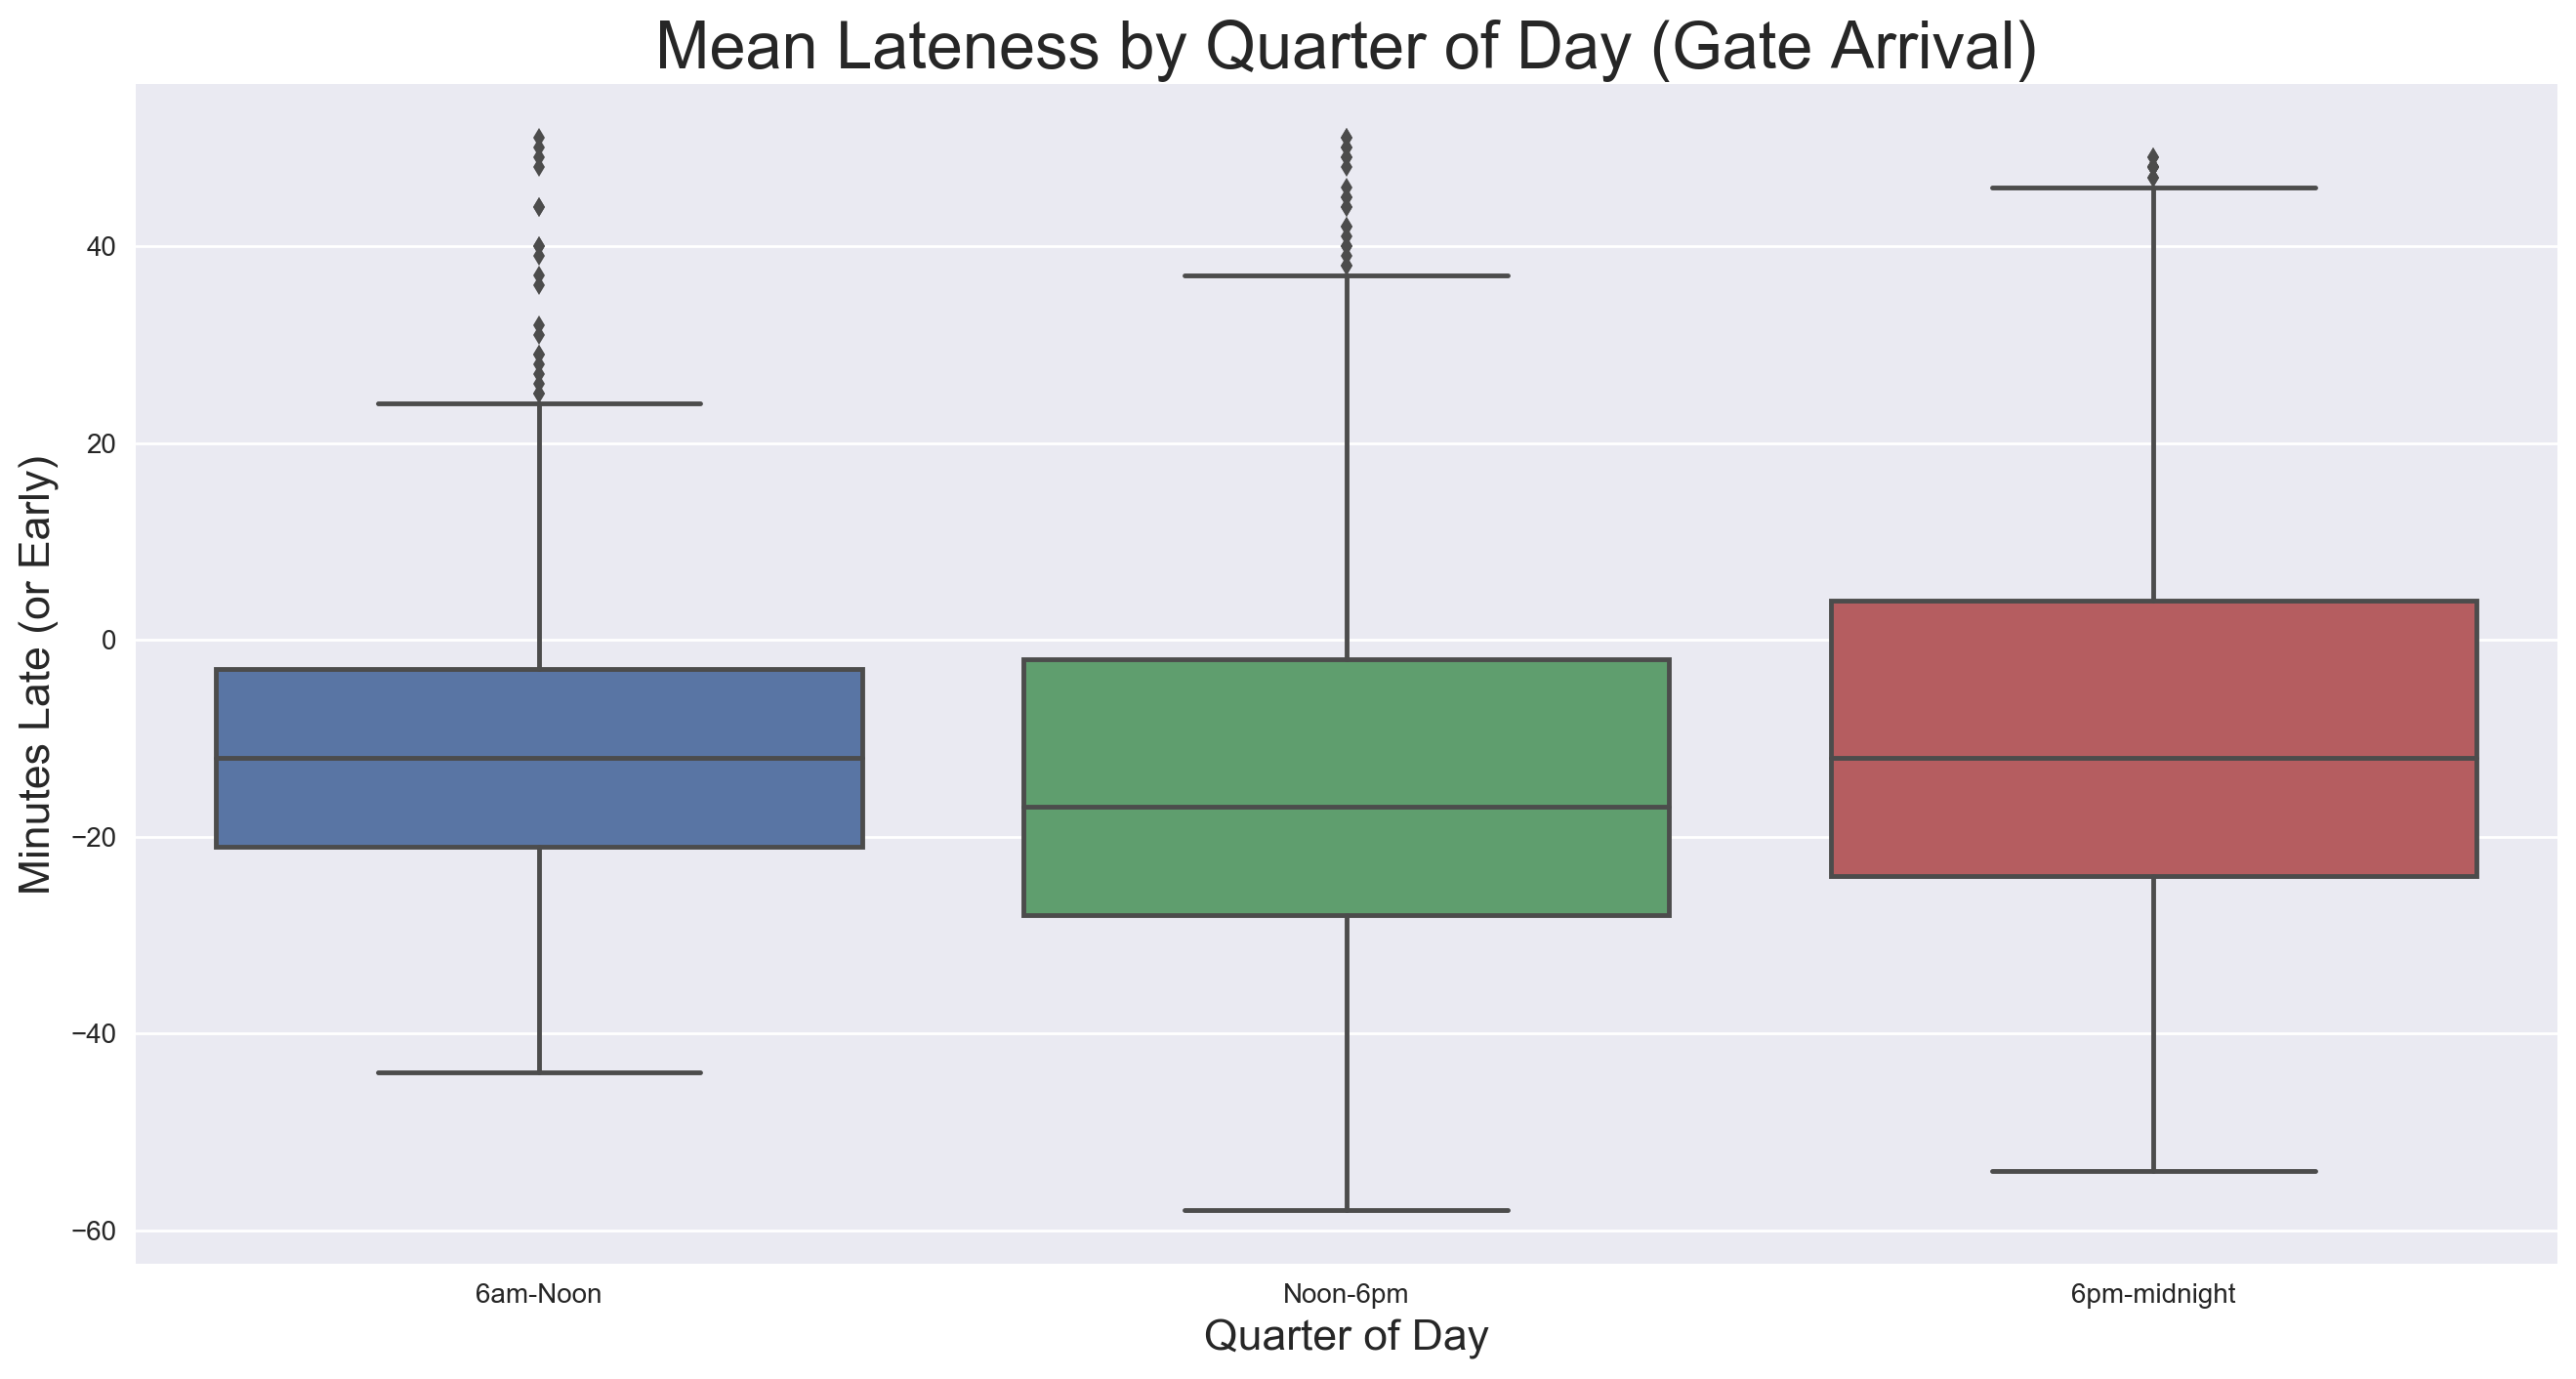 Mean Lateness by Quarter of Day (Gate Arrival)
Minutes Late (or Early)
40
20
0
−20
−40
−60
6am-Noon
Noon-6pm
6pm-midnight
Quarter of Day